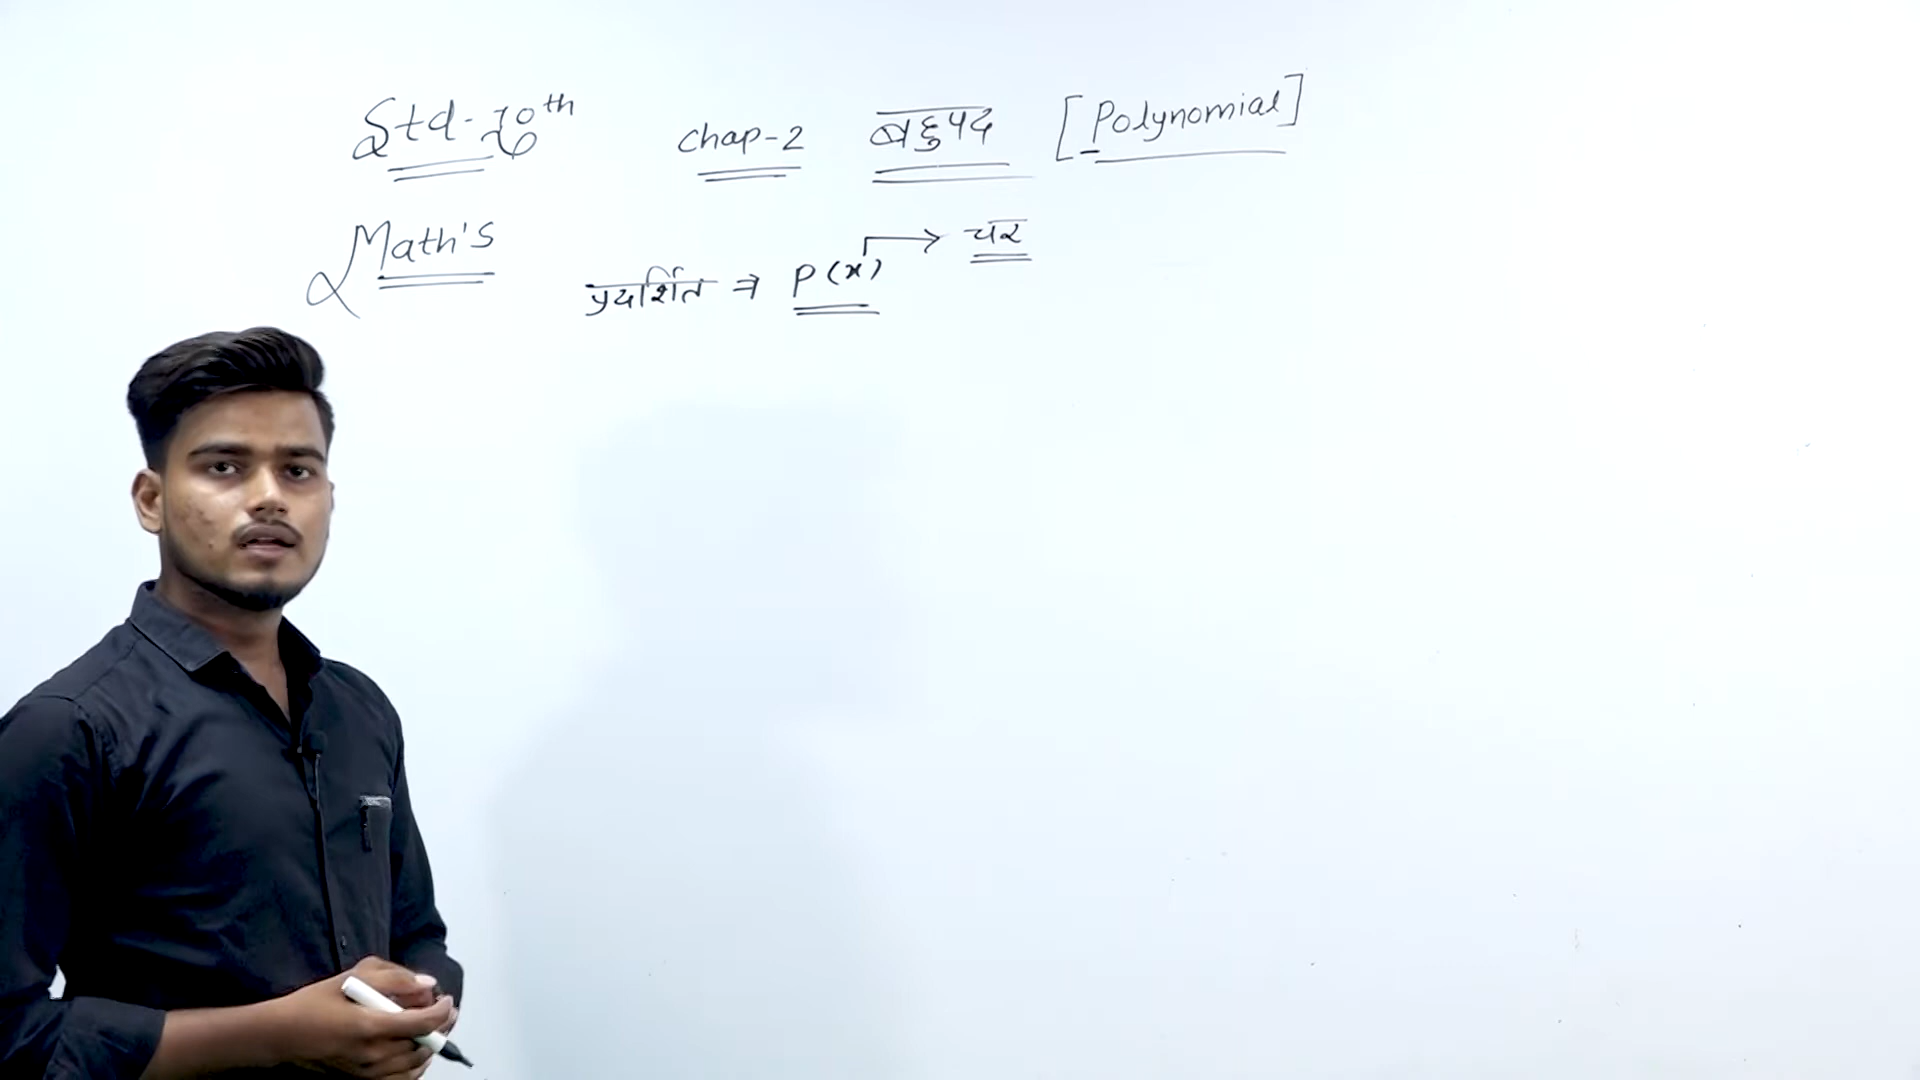 Std-10th Chap-2 बहुपद [Polynomial]
Math's
प्रदर्शित ⇒ P(x) → चर